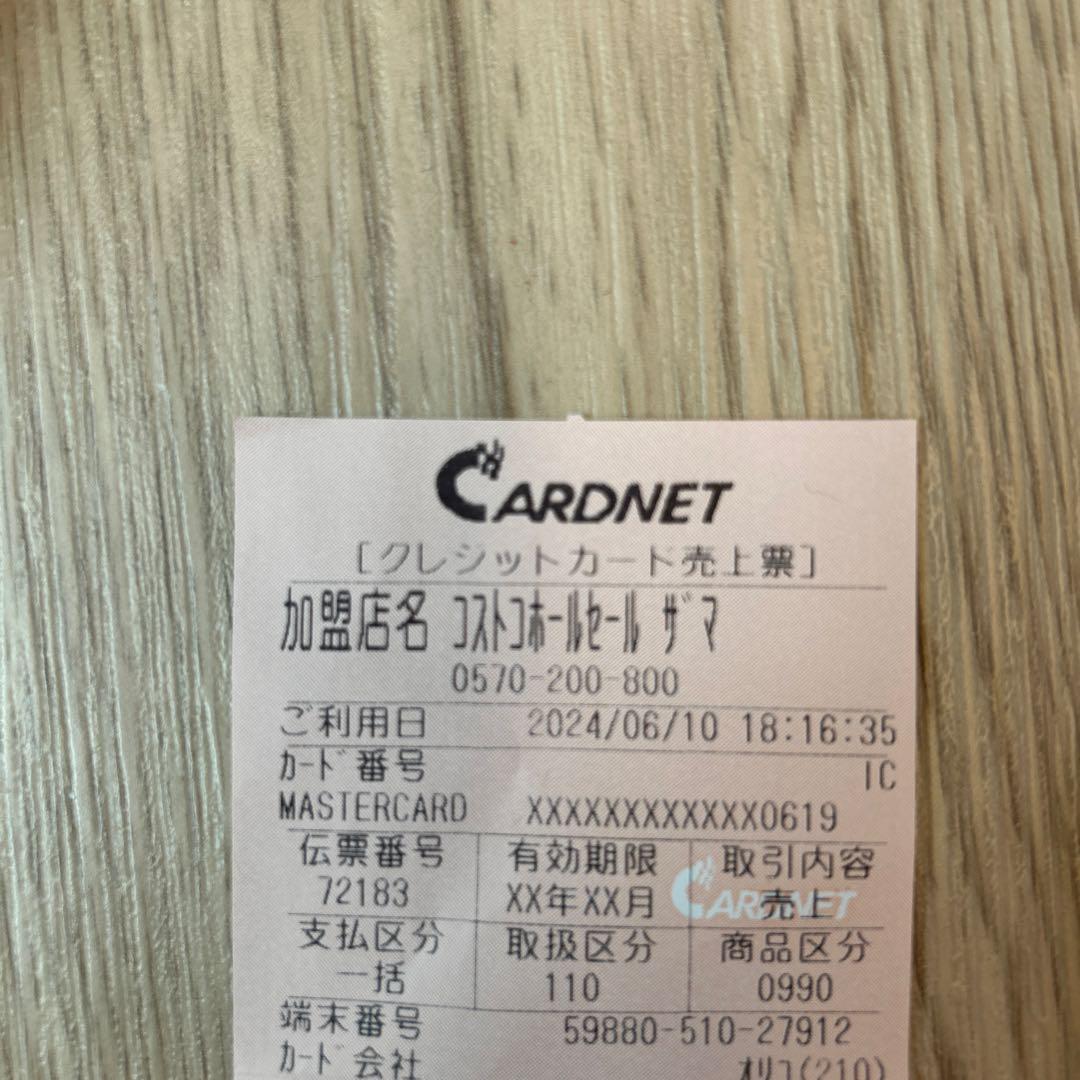 CARDNET
[クレジットカード売上票]
加盟店名 コストコホールセール ザマ
0570-200-800
ご利用日 2024/06/10 18:16:35
カード番号 IC
MASTERCARD XXXXXXXXXXXX0619
伝票番号 有効期限 取引内容
72183 XX年XX月 売上
CARDNET
支払区分 取扱区分 商品区分
一括 110 0990
端末番号 59880-510-27912
カード会社 オリコ(210)